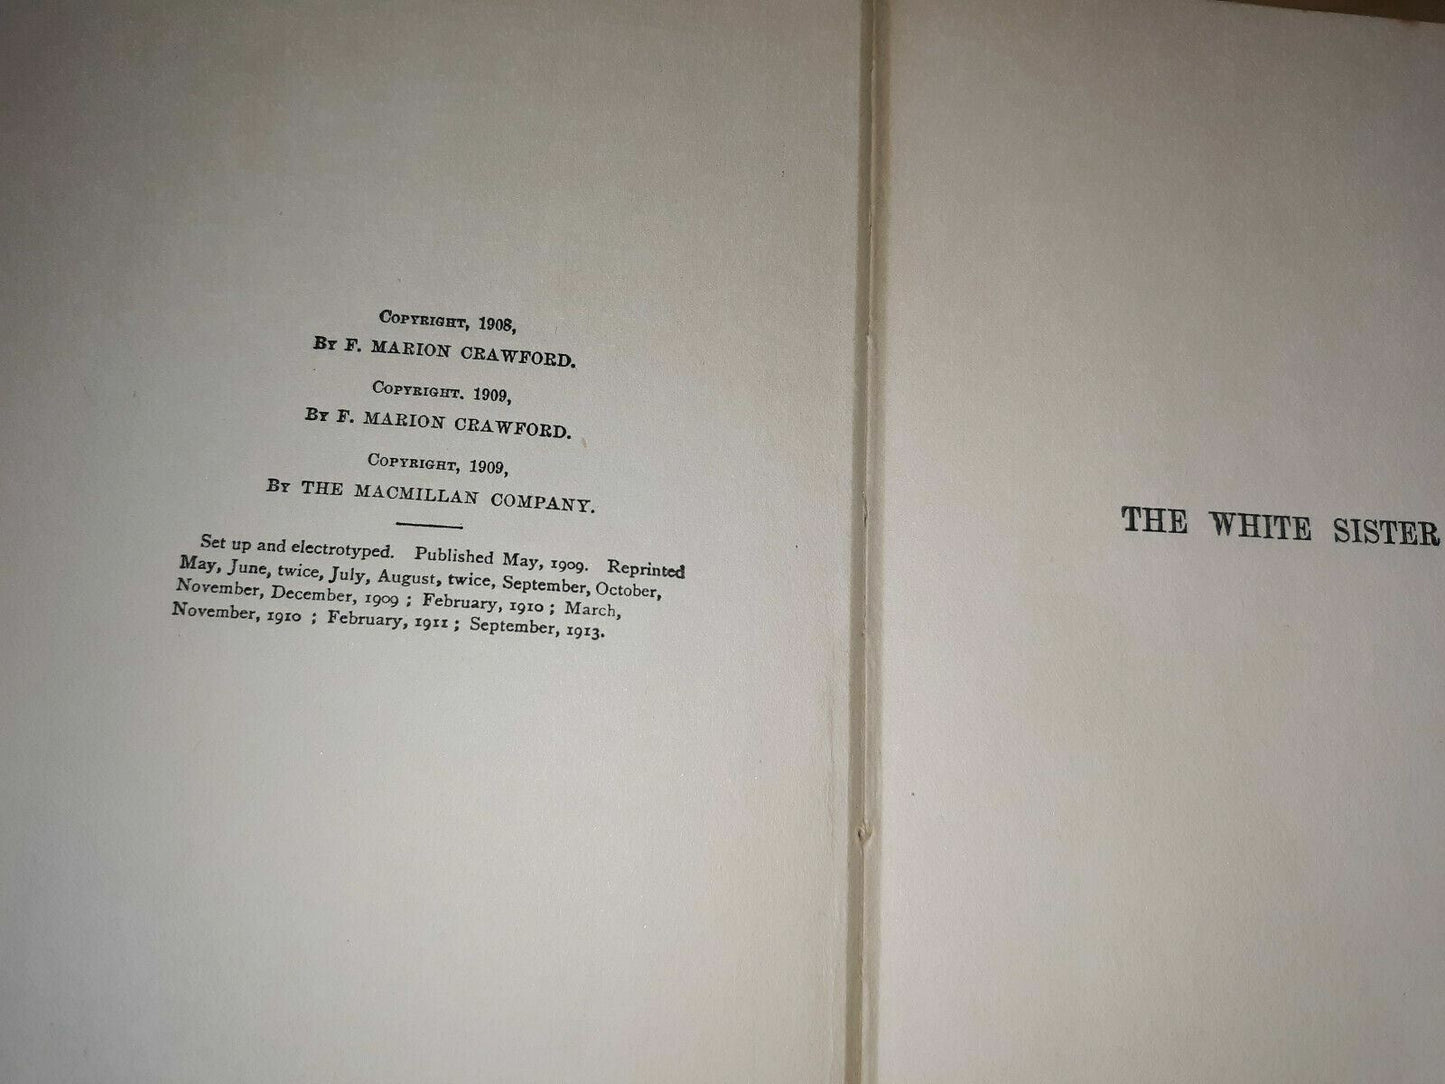 COPYRIGHT, 1908,
BY F. MARION CRAWFORD.
COPYRIGHT. 1909,
BY F. MARION CRAWFORD.
COPYRIGHT, 1909,
BY THE MACMILLAN COMPANY.
Set up and electrotyped. Published May, 1909. Reprinted
May, June, twice, July, August, twice, September, October,
November, December, 1909 ; February, 1910 ; March,
November, 1910 ; February, 1911 ; September, 1913.
THE WHITE SISTER